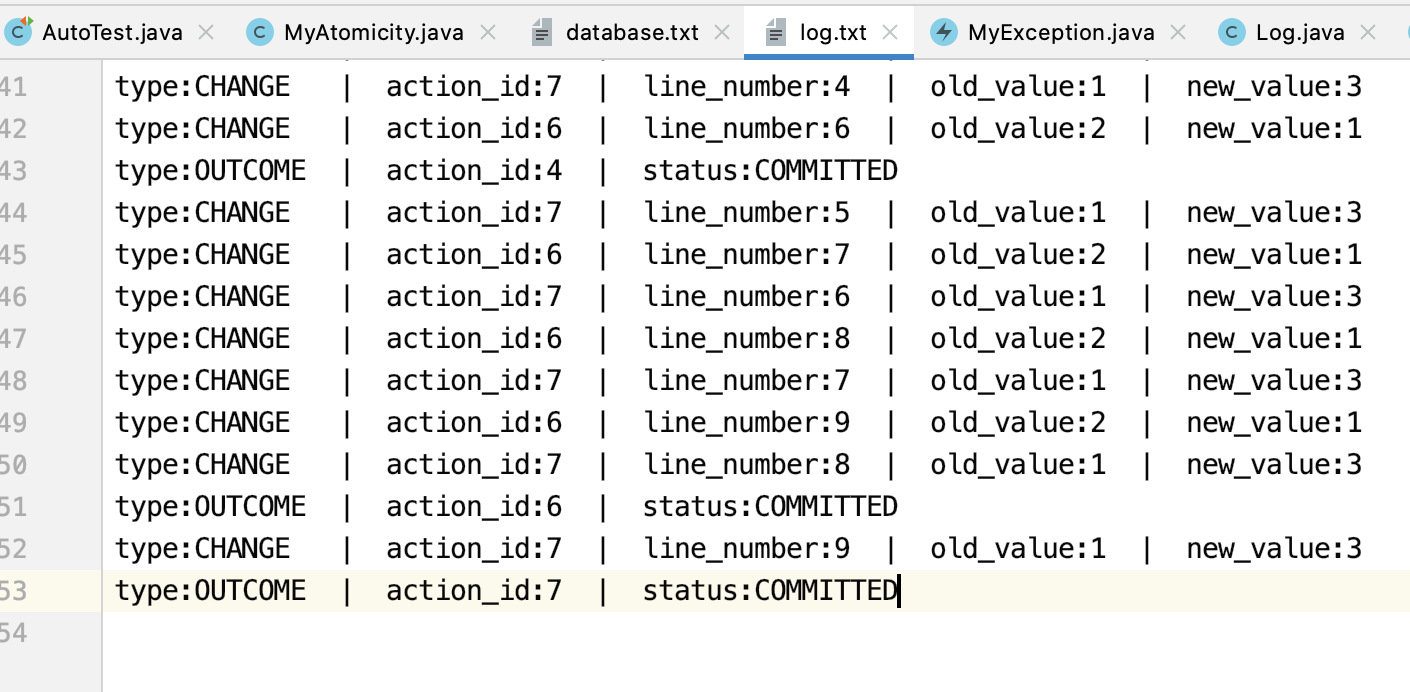 AutoTest.java MyAtomicity.java database.txt log.txt MyException.java Log.java
41 type:CHANGE | action_id:7 | line_number:4 | old_value:1 | new_value:3
42 type:CHANGE | action_id:6 | line_number:6 | old_value:2 | new_value:1
43 type:OUTCOME | action_id:4 | status:COMMITTED
44 type:CHANGE | action_id:7 | line_number:5 | old_value:1 | new_value:3
45 type:CHANGE | action_id:6 | line_number:7 | old_value:2 | new_value:1
46 type:CHANGE | action_id:7 | line_number:6 | old_value:1 | new_value:3
47 type:CHANGE | action_id:6 | line_number:8 | old_value:2 | new_value:1
48 type:CHANGE | action_id:7 | line_number:7 | old_value:1 | new_value:3
49 type:CHANGE | action_id:6 | line_number:9 | old_value:2 | new_value:1
50 type:CHANGE | action_id:7 | line_number:8 | old_value:1 | new_value:3
51 type:OUTCOME | action_id:6 | status:COMMITTED
52 type:CHANGE | action_id:7 | line_number:9 | old_value:1 | new_value:3
53 type:OUTCOME | action_id:7 | status:COMMITTED
54